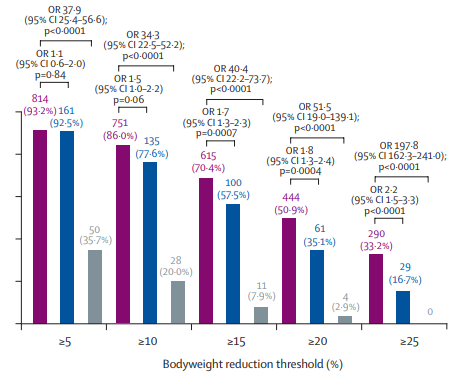 OR 37·9
(95% CI 25·4–56·6);
p<0·0001
OR 1·1
(95% CI 0·6–2·0)
p=0·84
814
(93·2%)
161
(92·5%)
50
(35·7%)
OR 34·3
(95% CI 22·5–52·2);
p<0·0001
OR 1·5
(95% CI 1·0–2·2)
p=0·06
751
(86·0%)
135
(77·6%)
28
(20·0%)
OR 40·4
(95% CI 22·2–73·7);
p<0·0001
OR 1·7
(95% CI 1·3–2·3)
p=0·0007
615
(70·4%)
100
(57·5%)
11
(7·9%)
OR 51·5
(95% CI 19·0–139·1);
p<0·0001
OR 1·8
(95% CI 1·3–2·4)
p=0·0004
444
(50·9%)
61
(35·1%)
4
(2·9%)
OR 197·8
(95% CI 162·3–241·0);
p<0·0001
OR 2·2
(95% CI 1·5–3·3)
p<0·0001
290
(33·2%)
29
(16·7%)
0
≥5
≥10
≥15
≥20
≥25
Bodyweight reduction threshold (%)